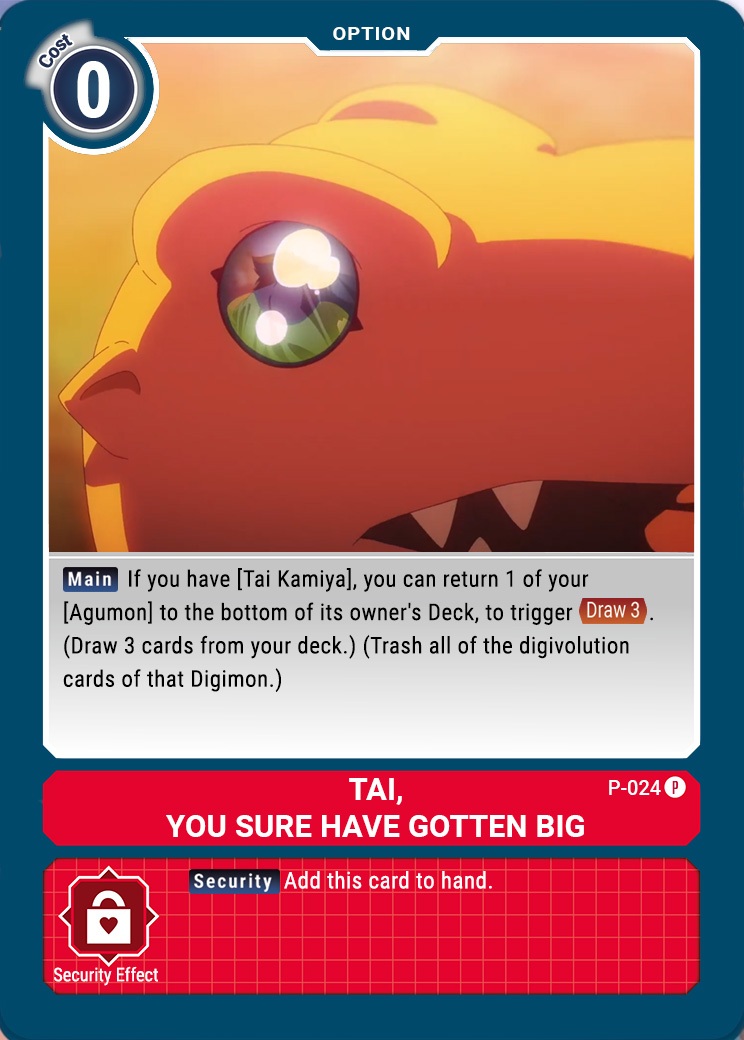 OPTION
Cost
0
Main If you have [Tai Kamiya], you can return 1 of your
[Agumon] to the bottom of its owner's Deck, to trigger Draw 3.
(Draw 3 cards from your deck.) (Trash all of the digivolution
cards of that Digimon.)
TAI,
P-024 P
YOU SURE HAVE GOTTEN BIG
Security Add this card to hand.
Security Effect